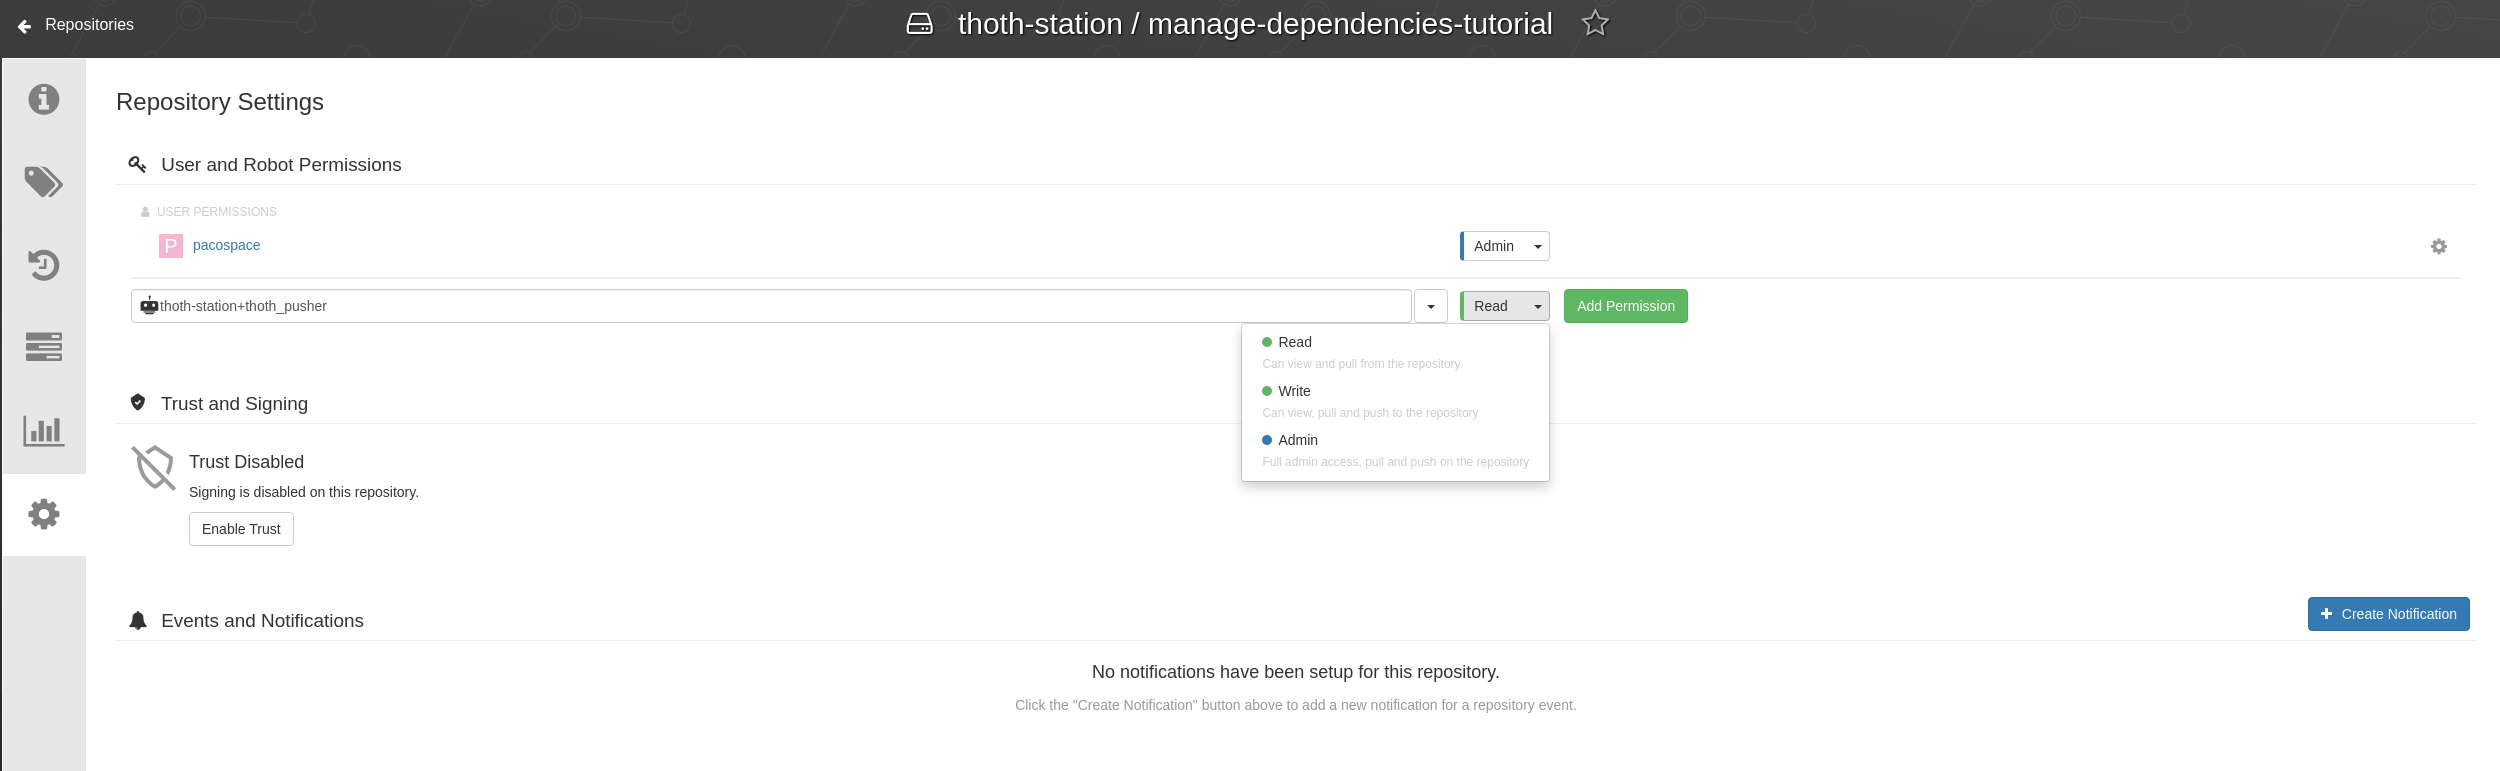 Repositories
thoth-station / manage-dependencies-tutorial
Repository Settings
User and Robot Permissions
USER PERMISSIONS
P pacospace Admin
thoth-station+thoth_pusher Read Add Permission
Read
Can view and pull from the repository
Write
Can view, pull and push to the repository
Admin
Full admin access, pull and push on the repository
Trust and Signing
Trust Disabled
Signing is disabled on this repository.
Enable Trust
Events and Notifications
Create Notification
No notifications have been setup for this repository.
Click the "Create Notification" button above to add a new notification for a repository event.